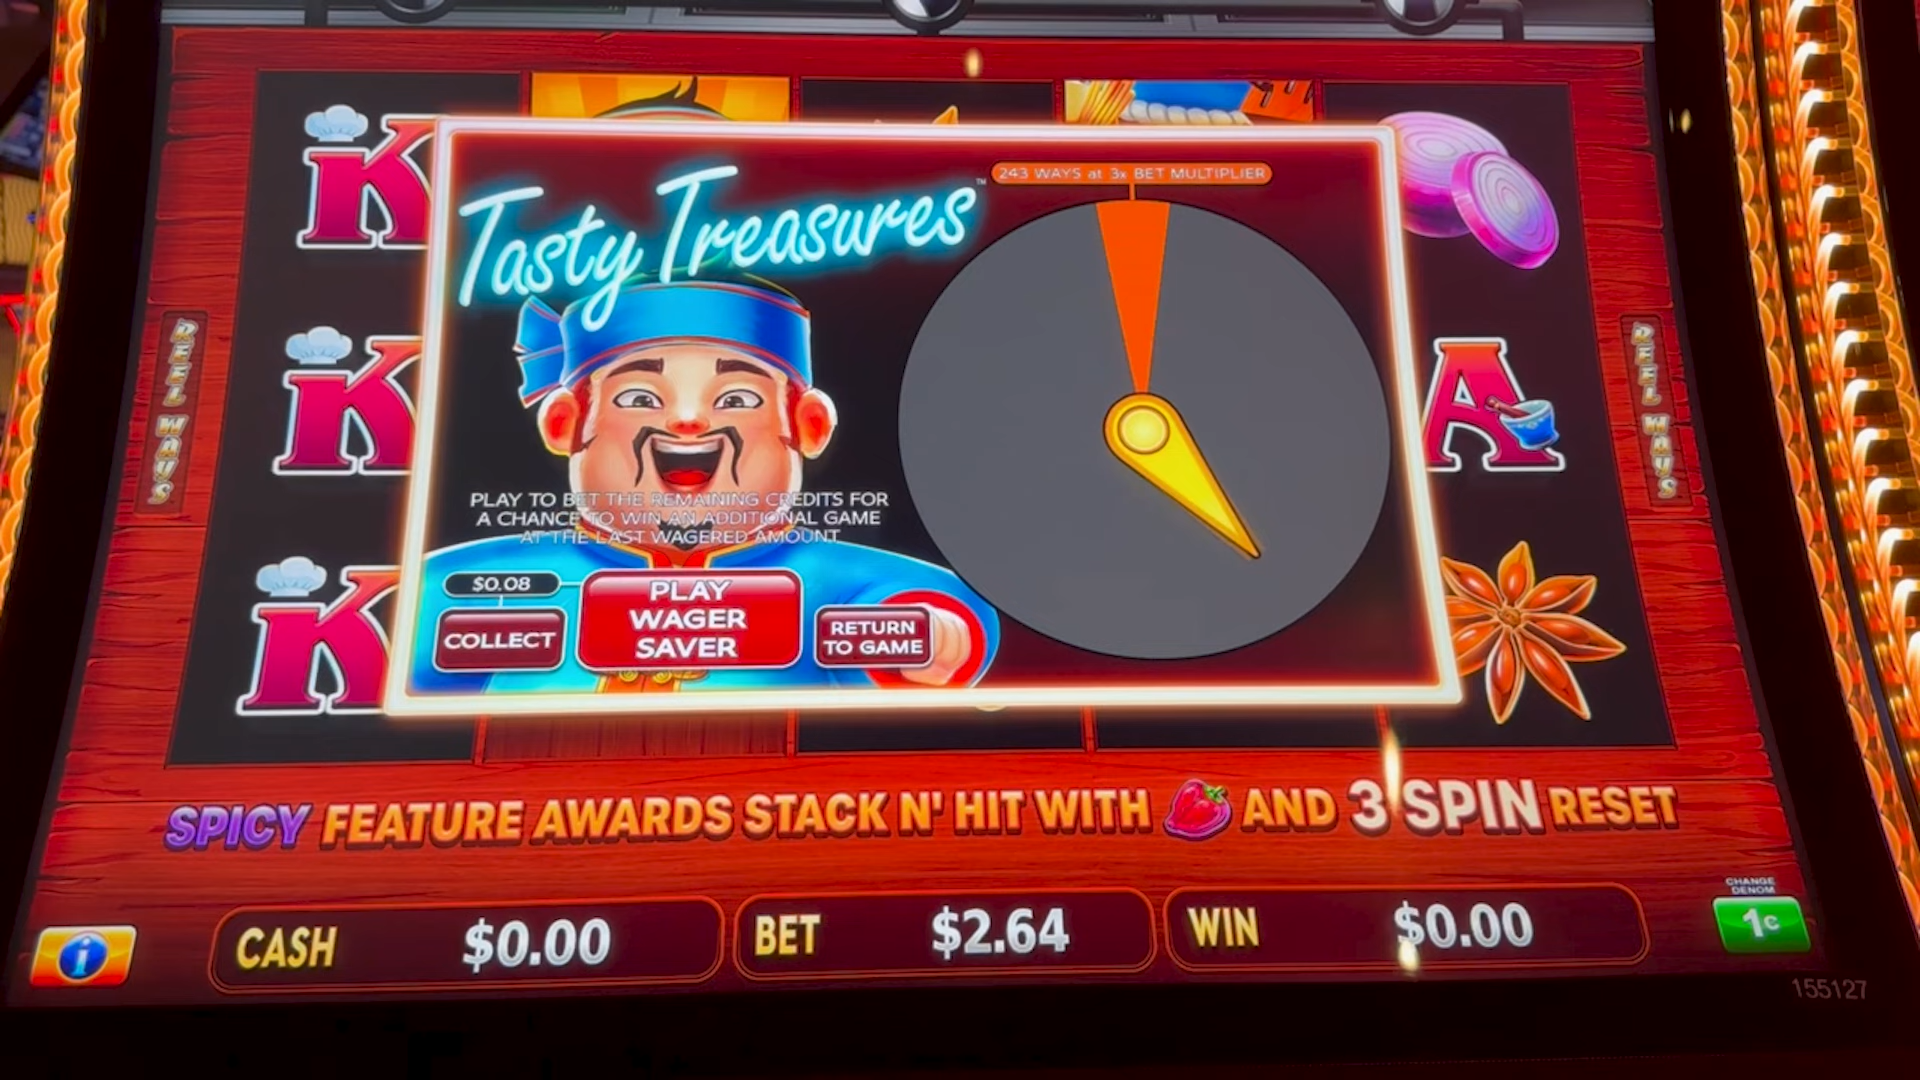 243 WAYS at 3x BET MULTIPLIER
Tasty Treasures™
REEL WAYS
REEL WAYS
PLAY TO BET THE REMAINING CREDITS FOR
A CHANCE TO WIN AN ADDITIONAL GAME
AT THE LAST WAGERED AMOUNT
$0.08
COLLECT
PLAY
WAGER
SAVER
RETURN
TO GAME
K
K
K
A
SPICY FEATURE AWARDS STACK N' HIT WITH AND 3 SPIN RESET
CASH $0.00
BET $2.64
WIN $0.00
CHANGE
DENOM
1¢
155127